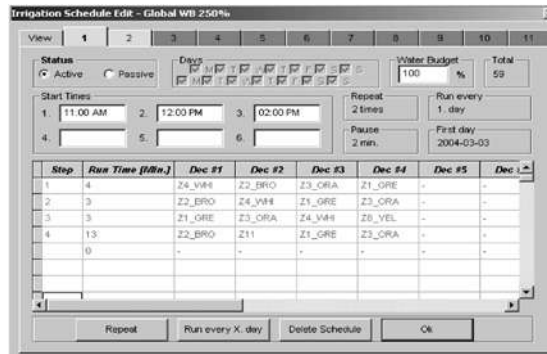 Irrigation Schedule Edit - Global WB 250%
View 1 2 3 4 5 6 7 8 9 10 11
Status Days Water Budget Total
M T W T F S S
Active Passive 100 % 59
M T W T F S S
Start Times Repeat Run every
1. 11.00 AM 2. 12:00 PM 3. 02:00 PM 2 times 1. day
Pause First day
4. 5. 6. 2 min. 2004-03-03
Step Run Time [Min.] Dec #1 Dec #2 Dec #3 Dec #4 Dec #5 Dec
1 4 Z4_WHI Z2_BRO Z3_ORA Z1_GRE - -
2 3 Z2_BRO Z4_WHI Z1_GRE Z3_ORA - -
3 3 Z1_GRE Z3_ORA Z4_WHI Z8_VEL - -
4 13 Z2_BRO Z11 Z1_GRE Z3_ORA - -
0 - - - - - -
Repeat Run every X. day Delete Schedule Ok